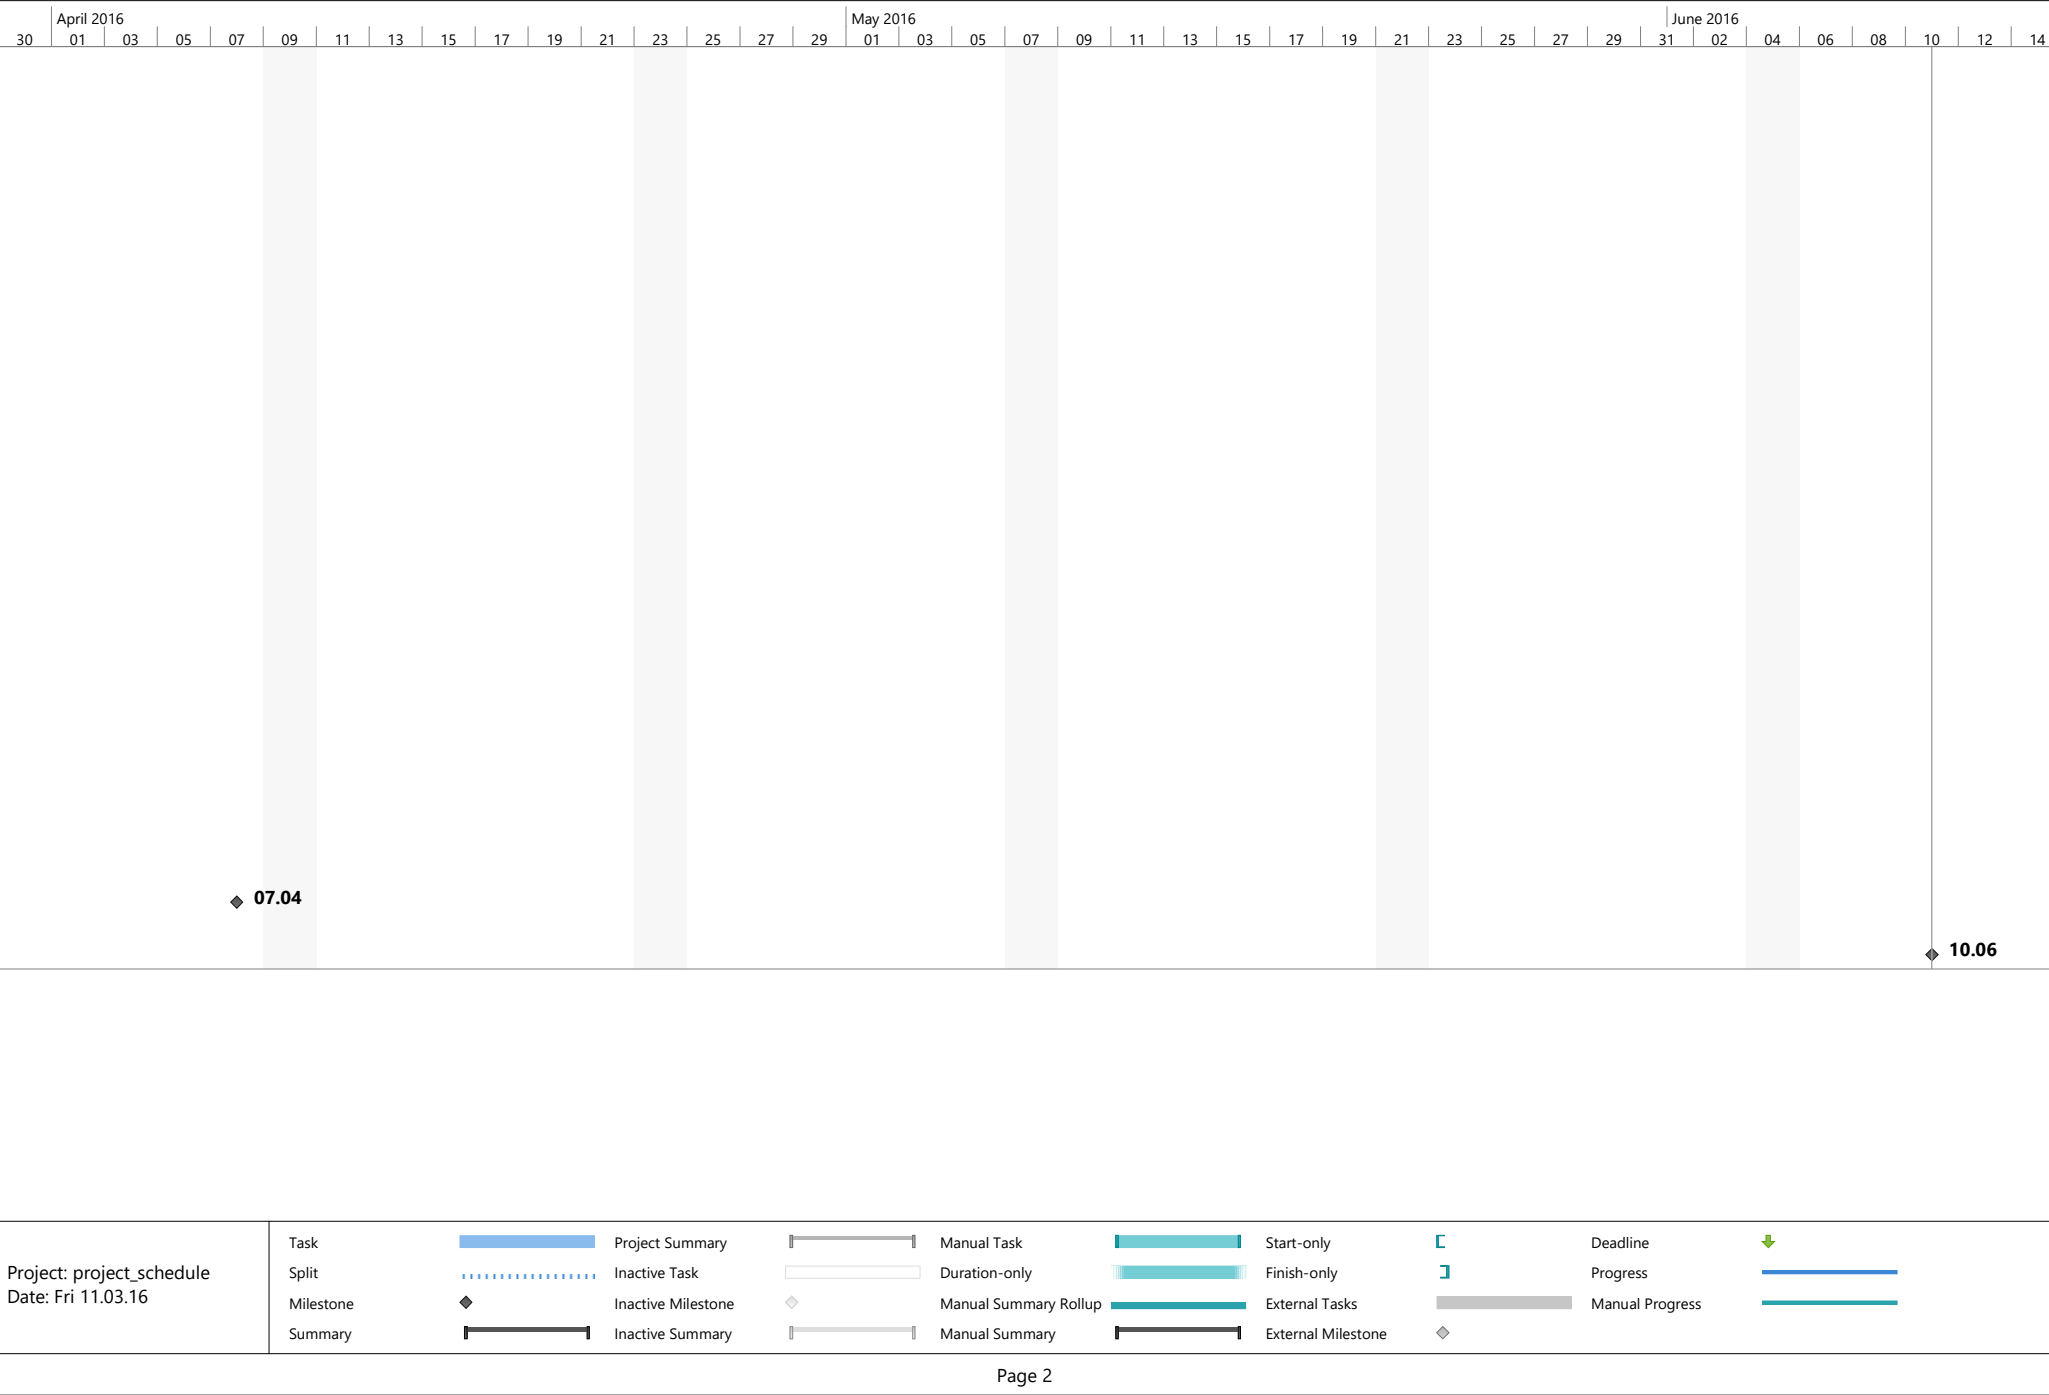 April 2016 May 2016 June 2016
30 01 03 05 07 09 11 13 15 17 19 21 23 25 27 29 01 03 05 07 09 11 13 15 17 19 21 23 25 27 29 31 02 04 06 08 10 12 14
07.04
10.06
Project: project_schedule
Date: Fri 11.03.16
Task
Split
Milestone
Summary
Project Summary
Inactive Task
Inactive Milestone
Inactive Summary
Manual Task
Duration-only
Manual Summary Rollup
Manual Summary
Start-only
Finish-only
External Tasks
External Milestone
Deadline
Progress
Manual Progress
Page 2